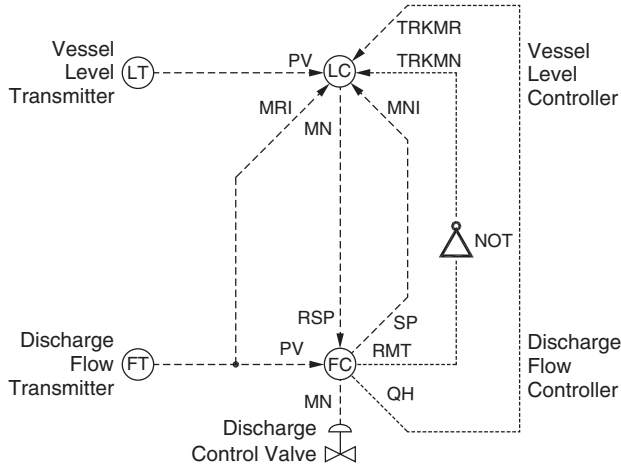 TRKMR
Vessel
Level
Transmitter
LT
PV
LC
TRKMN
Vessel
Level
Controller
MRI
MN
MNI
NOT
RSP
SP
Discharge
Flow
Transmitter
FT
PV
FC
RMT
Discharge
Flow
Controller
MN
QH
Discharge
Control Valve